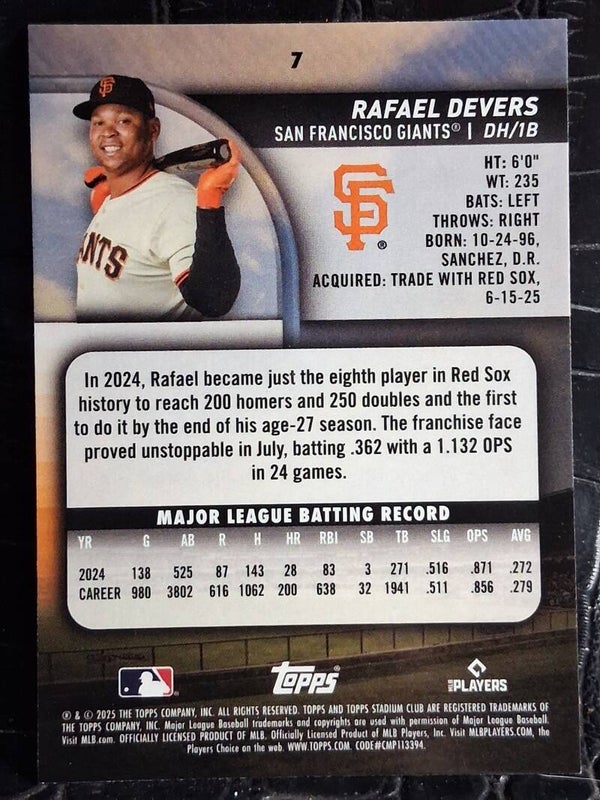 7
RAFAEL DEVERS
SAN FRANCISCO GIANTS® | DH/1B
SF
SF ®
ANTS
HT: 6'0"
WT: 235
BATS: LEFT
THROWS: RIGHT
BORN: 10-24-96,
SANCHEZ, D.R.
ACQUIRED: TRADE WITH RED SOX,
6-15-25
In 2024, Rafael became just the eighth player in Red Sox
history to reach 200 homers and 250 doubles and the first
to do it by the end of his age-27 season. The franchise face
proved unstoppable in July, batting .362 with a 1.132 OPS
in 24 games.
MAJOR LEAGUE BATTING RECORD
YR G AB R H HR RBI SB TB SLG OPS AVG
2024 138 525 87 143 28 83 3 271 .516 .871 .272
CAREER 980 3802 616 1062 200 638 32 1941 .511 .856 .279
Topps®
MLB PLAYERS
® & © 2025 THE TOPPS COMPANY, INC. ALL RIGHTS RESERVED. TOPPS AND TOPPS STADIUM CLUB ARE REGISTERED TRADEMARKS OF
THE TOPPS COMPANY, INC. Major League Baseball trademarks and copyrights are used with permission of Major League Baseball.
Visit MLB.com. OFFICIALLY LICENSED PRODUCT OF MLB. Officially Licensed Product of MLB Players, Inc. Visit MLBPLAYERS.com, the
Players Choice on the web. WWW.TOPPS.COM. CODE#CMP113394.